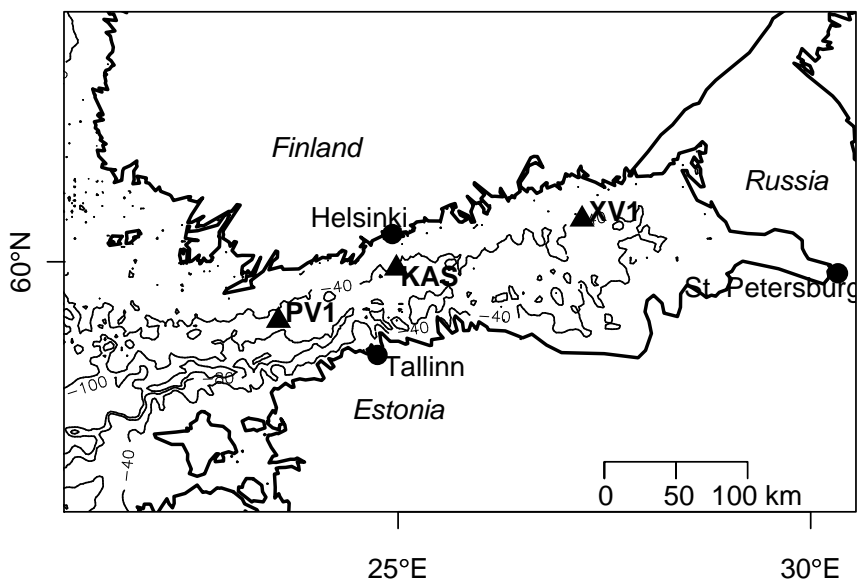 Finland
Russia
Helsinki
XV1
60°N
KAS
St. Petersburg
-40
PV1
-40
-40
-80
-100
Tallinn
Estonia
-40
0 50 100 km
25°E 30°E